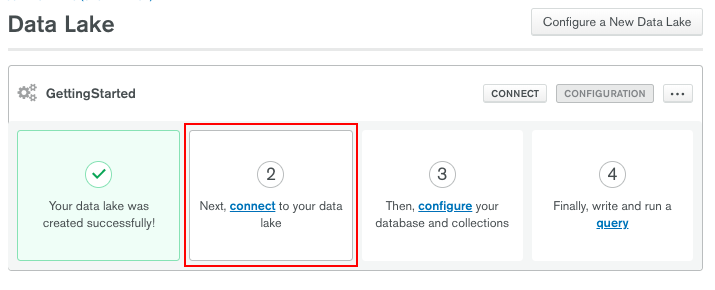 Data Lake
Configure a New Data Lake
GettingStarted
CONNECT
CONFIGURATION
...
Your data lake was
created successfully!
2
Next, connect to your data
lake
3
Then, configure your
database and collections
4
Finally, write and run a
query